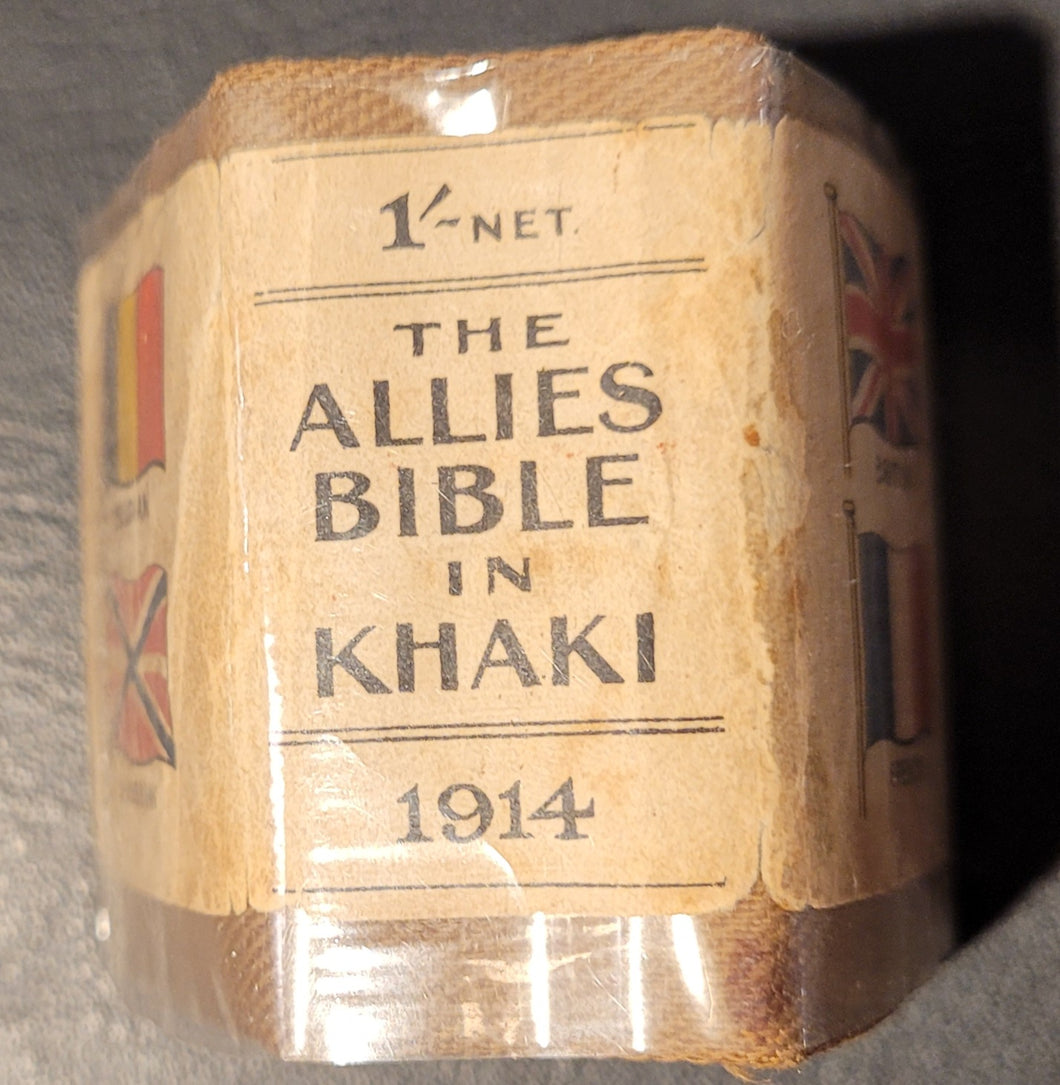 1/- NET.
THE
ALLIES
BIBLE
IN
KHAKI
1914